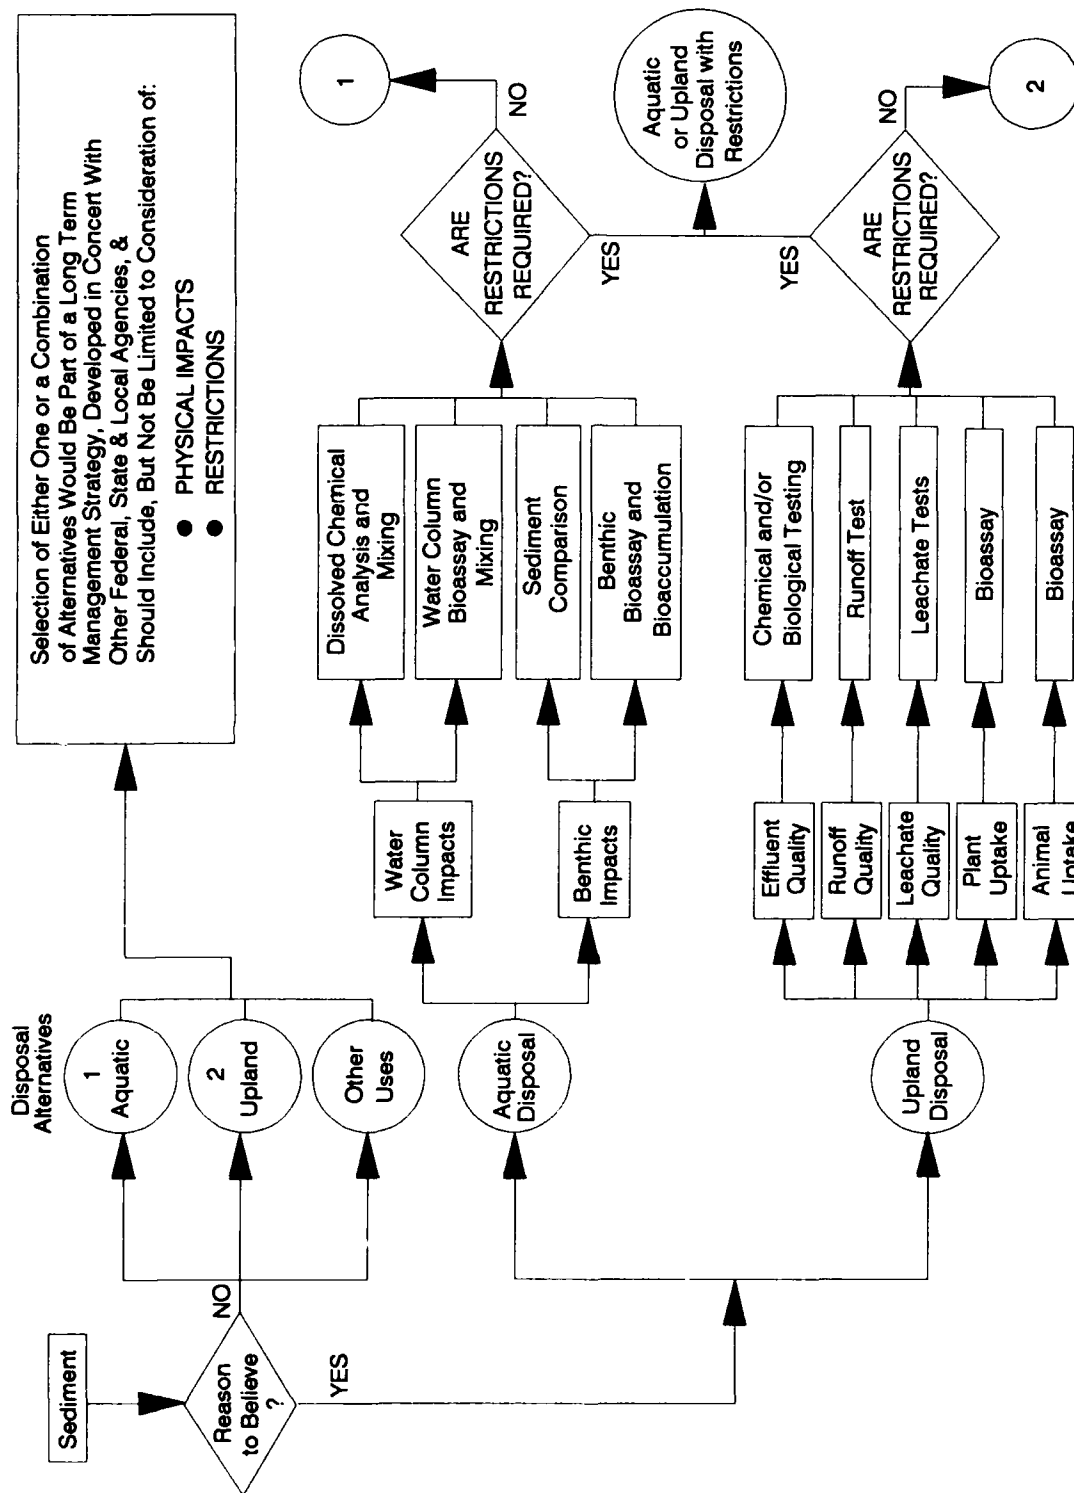 Sediment
Reason
to Believe
?
NO
YES
Disposal
Alternatives
1
Aquatic
2
Upland
Other
Uses
Selection of Either One or a Combination
of Alternatives Would Be Part of a Long Term
Management Strategy, Developed in Concert With
Other Federal, State & Local Agencies, &
Should Include, But Not Be Limited to Consideration of:
● PHYSICAL IMPACTS
● RESTRICTIONS
Aquatic
Disposal
Water
Column
Impacts
Benthic
Impacts
Dissolved Chemical
Analysis and
Mixing
Water Column
Bioassay and
Mixing
Sediment
Comparison
Benthic
Bioassay and
Bioaccumulation
ARE
RESTRICTIONS
REQUIRED?
NO
1
YES
Aquatic
or Upland
Disposal with
Restrictions
Upland
Disposal
Effluent
Quality
Runoff
Quality
Leachate
Quality
Plant
Uptake
Animal
Uptake
Chemical and/or
Biological Testing
Runoff Test
Leachate Tests
Bioassay
Bioassay
YES
ARE
RESTRICTIONS
REQUIRED?
NO
2